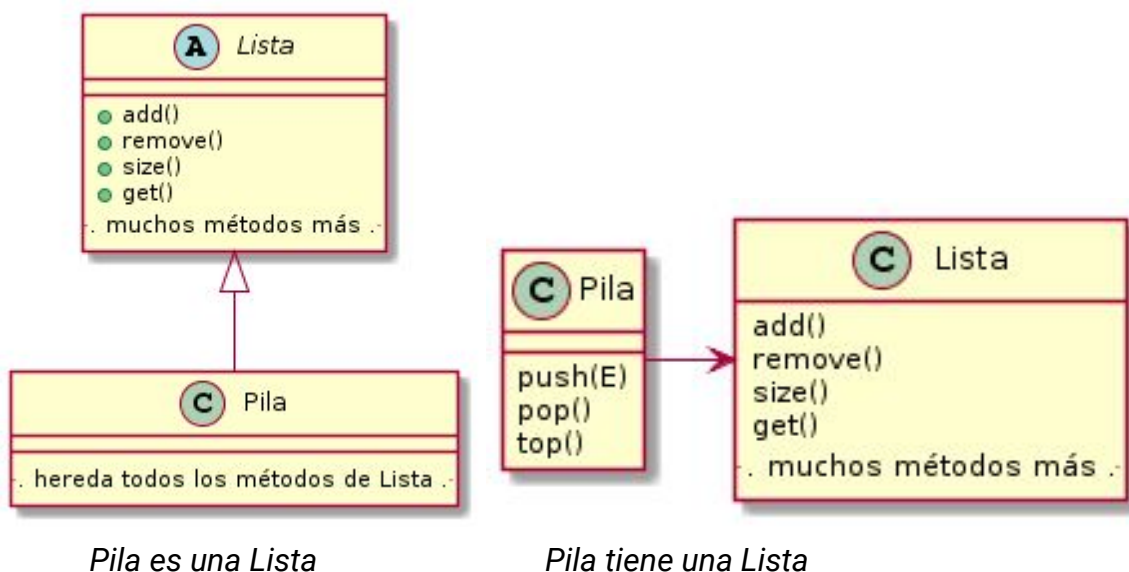 A Lista
add()
remove()
size()
get()
. muchos métodos más .
C Pila
. hereda todos los métodos de Lista .
Pila es una Lista
C Pila
push(E)
pop()
top()
C Lista
add()
remove()
size()
get()
. muchos métodos más .
Pila tiene una Lista